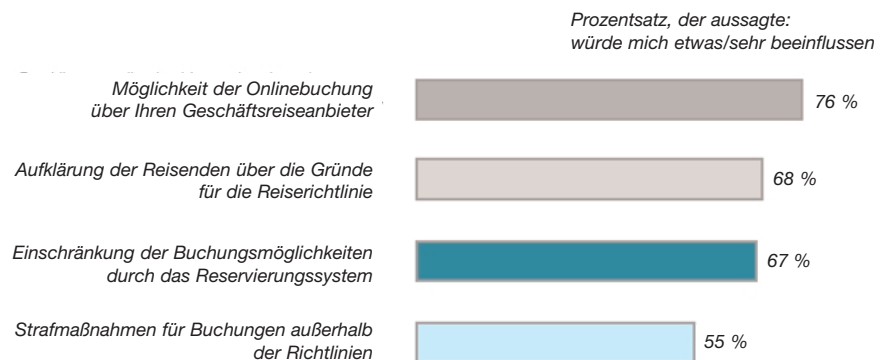 Prozentsatz, der aussagte:
würde mich etwas/sehr beeinflussen
Möglichkeit der Onlinebuchung
über Ihren Geschäftsreiseanbieter
76 %
Aufklärung der Reisenden über die Gründe
für die Reiserichtlinie
68 %
Einschränkung der Buchungsmöglichkeiten
durch das Reservierungssystem
67 %
Strafmaßnahmen für Buchungen außerhalb
der Richtlinien
55 %